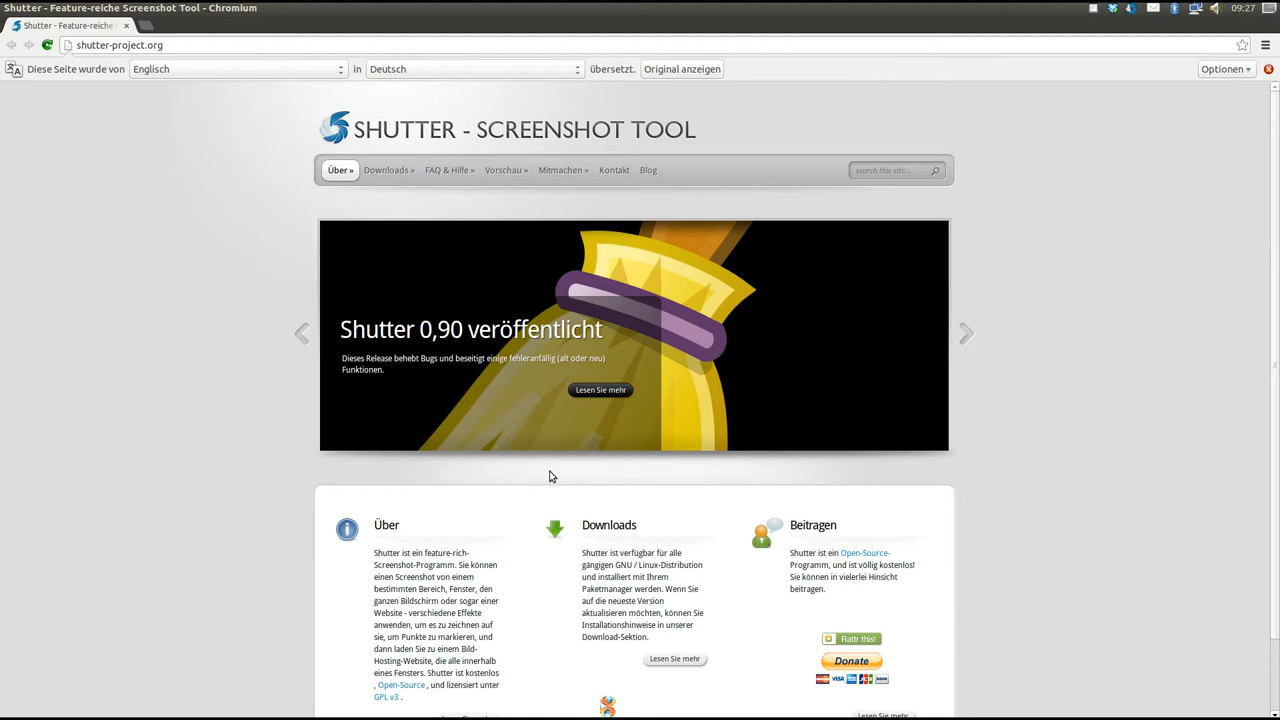 Shutter - Feature-reiche Screenshot Tool - Chromium
09:27
Shutter - Feature-reiche
shutter-project.org
Diese Seite wurde von Englisch in Deutsch übersetzt. Original anzeigen Optionen
SHUTTER - SCREENSHOT TOOL
Über » Downloads » FAQ & Hilfe » Vorschau » Mitmachen » Kontakt Blog search this site...
Shutter 0,90 veröffentlicht
Dieses Release behebt Bugs und beseitigt einige fehleranfällig (alt oder neu)
Funktionen.
Lesen Sie mehr
Über
Shutter ist ein feature-rich-
Screenshot-Programm. Sie können
einen Screenshot von einem
bestimmten Bereich, Fenster, den
ganzen Bildschirm oder sogar einer
Website - verschiedene Effekte
anwenden, um es zu zeichnen auf
sie, um Punkte zu markieren, und
dann laden Sie zu einem Bild-
Hosting-Website, die alle innerhalb
eines Fensters. Shutter ist kostenlos
, Open-Source , und lizensiert unter
GPL v3 .
Downloads
Shutter ist verfügbar für alle
gängigen GNU / Linux-Distribution
und installiert mit Ihrem
Paketmanager werden. Wenn Sie
auf die neueste Version
aktualisieren möchten, können Sie
Installationshinweise in unserer
Download-Sektion.
Lesen Sie mehr
Beitragen
Shutter ist ein Open-Source-
Programm, und ist völlig kostenlos!
Sie können in vielerlei Hinsicht
beitragen.
Flattr this!
Donate
VISA BANK
Lesen Sie mehr